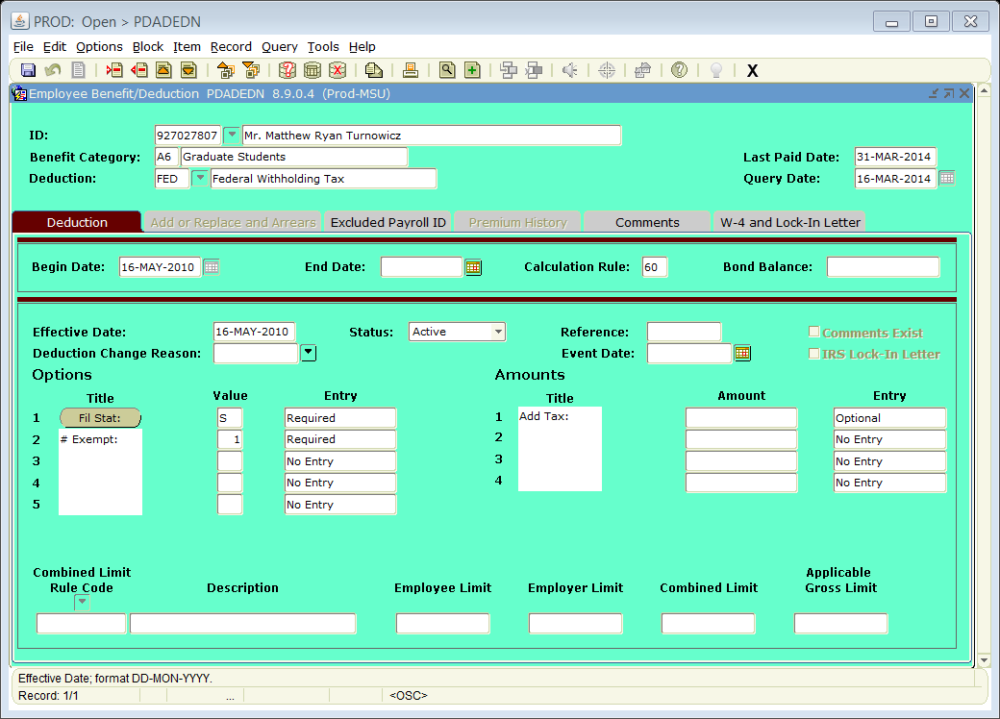 PROD: Open > PDADEDN
File Edit Options Block Item Record Query Tools Help
X
Employee Benefit/Deduction PDADEDN 8.9.0.4 (Prod-MSU)
ID: 927027807 Mr. Matthew Ryan Turnowicz
Benefit Category: A6 Graduate Students Last Paid Date: 31-MAR-2014
Deduction: FED Federal Withholding Tax Query Date: 16-MAR-2014
Deduction Add or Replace and Arrears Excluded Payroll ID Premium History Comments W-4 and Lock-In Letter
Begin Date: 16-MAY-2010 End Date: Calculation Rule: 60 Bond Balance:
Effective Date: 16-MAY-2010 Status: Active Reference: Comments Exist
Deduction Change Reason: Event Date: IRS Lock-In Letter
Options Amounts
Title Value Entry Title Amount Entry
1 Fil Stat: S Required 1 Add Tax: Optional
2 # Exempt: 1 Required 2 No Entry
3 No Entry 3 No Entry
4 No Entry 4 No Entry
5 No Entry
Combined Limit Applicable
Rule Code Description Employee Limit Employer Limit Combined Limit Gross Limit
Effective Date; format DD-MON-YYYY.
Record: 1/1 ... <OSC>